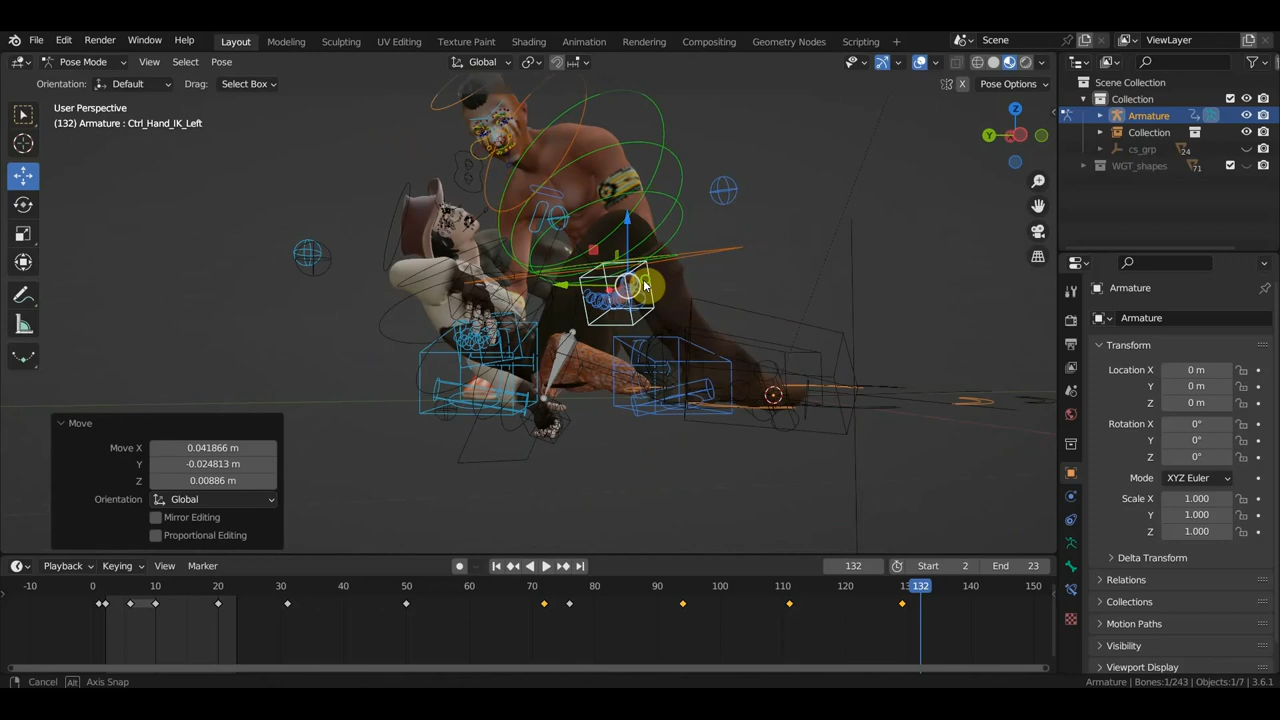 File Edit Render Window Help Layout Modeling Sculpting UV Editing Texture Paint Shading Animation Rendering Compositing Geometry Nodes Scripting + Scene ViewLayer
Pose Mode View Select Pose Global
Orientation: Default Drag: Select Box X Pose Options
User Perspective
(132) Armature : Ctrl_Hand_IK_Left
Z
Y
Scene Collection
Collection
Armature
Collection
cs_grp 24
WGT_shapes 71
Armature
Armature
Transform
Location X 0 m
Y 0 m
Z 0 m
Rotation X 0°
Y 0°
Z 0°
Mode XYZ Euler
Scale X 1.000
Y 1.000
Z 1.000
Delta Transform
Relations
Collections
Motion Paths
Visibility
Viewport Display
Move
Move X 0.041866 m
Y -0.024813 m
Z 0.00886 m
Orientation Global
Mirror Editing
Proportional Editing
Playback Keying View Marker 132 Start 2 End 23
-10 0 10 20 30 40 50 60 70 80 90 100 110 120 132 140 150
Cancel Alt Axis Snap Armature | Bones:1/243 | Objects:1/7 | 3.6.1